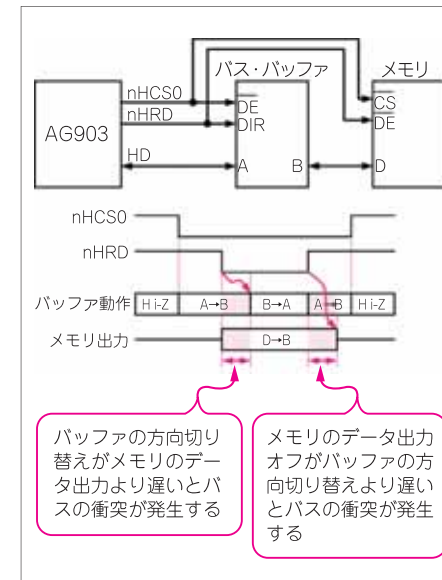 バス・バッファ
メモリ
nHCS0
nHRD
HD
AG903
DE
DIR
A
B
CS
DE
D
nHCS0
nHRD
バッファ動作
Hi-Z
A→B
B→A
A→B
Hi-Z
メモリ出力
D→B
バッファの方向切り
替えがメモリのデー
タ出力より遅いとバ
スの衝突が発生する
メモリのデータ出力
オフがバッファの方
向切り替えより遅い
とバスの衝突が発生
する